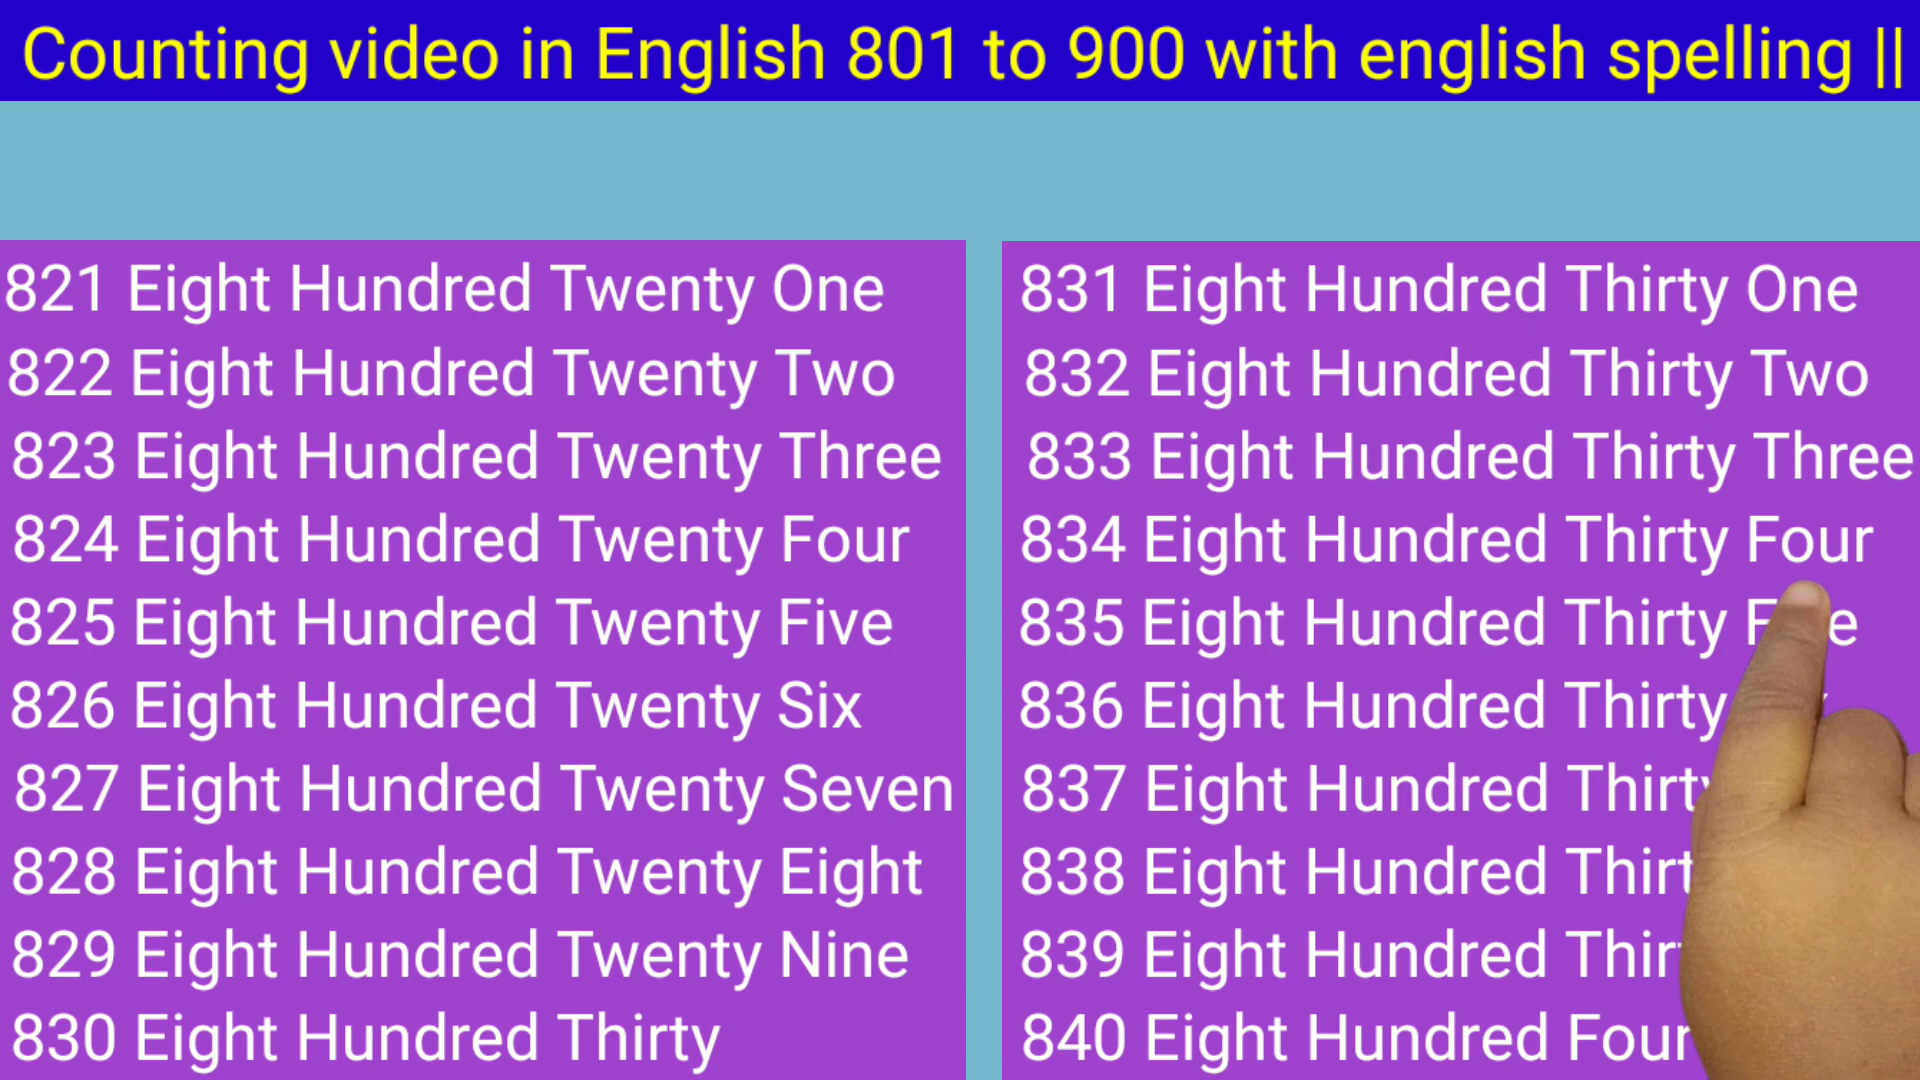 Counting video in English 801 to 900 with english spelling ||
821 Eight Hundred Twenty One
822 Eight Hundred Twenty Two
823 Eight Hundred Twenty Three
824 Eight Hundred Twenty Four
825 Eight Hundred Twenty Five
826 Eight Hundred Twenty Six
827 Eight Hundred Twenty Seven
828 Eight Hundred Twenty Eight
829 Eight Hundred Twenty Nine
830 Eight Hundred Thirty
831 Eight Hundred Thirty One
832 Eight Hundred Thirty Two
833 Eight Hundred Thirty Three
834 Eight Hundred Thirty Four
835 Eight Hundred Thirty
836 Eight Hundred Thirty
837 Eight Hundred
838 Eight Hundred
839 Eight Hundred
840 Eight Hundred